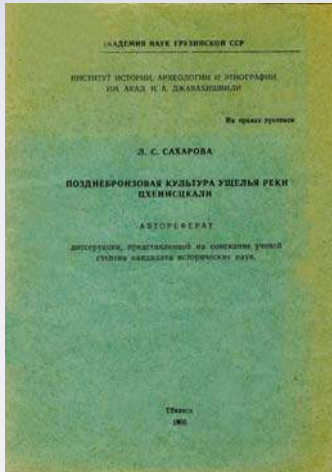 АКАДЕМИЯ НАУК ГРУЗИНСКОЙ ССР
ИНСТИТУТ ИСТОРИИ, АРХЕОЛОГИИ И ЭТНОГРАФИИ
ИМ. АКАД. И. А. ДЖАВАХИШВИЛИ
На правах рукописи
Л. С. САХАРОВА
ПОЗДНЕБРОНЗОВАЯ КУЛЬТУРА УЩЕЛЬЯ РЕКИ
ЦХЕНИСЦКАЛИ
АВТОРЕФЕРАТ
диссертации, представленной на соискание ученой
степени кандидата исторических наук
Тбилиси